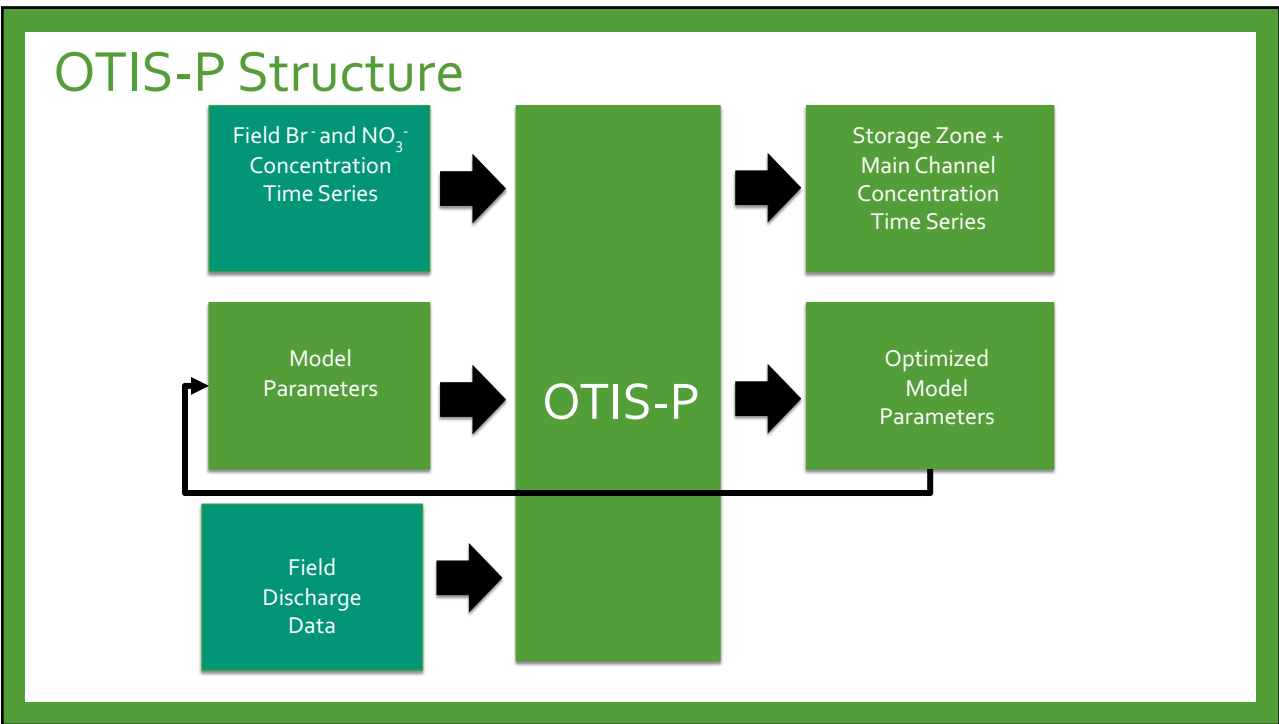 OTIS-P Structure
Field Br⁻ and NO₃⁻
Concentration
Time Series
Storage Zone +
Main Channel
Concentration
Time Series
Model
Parameters
OTIS-P
Optimized
Model
Parameters
Field
Discharge
Data